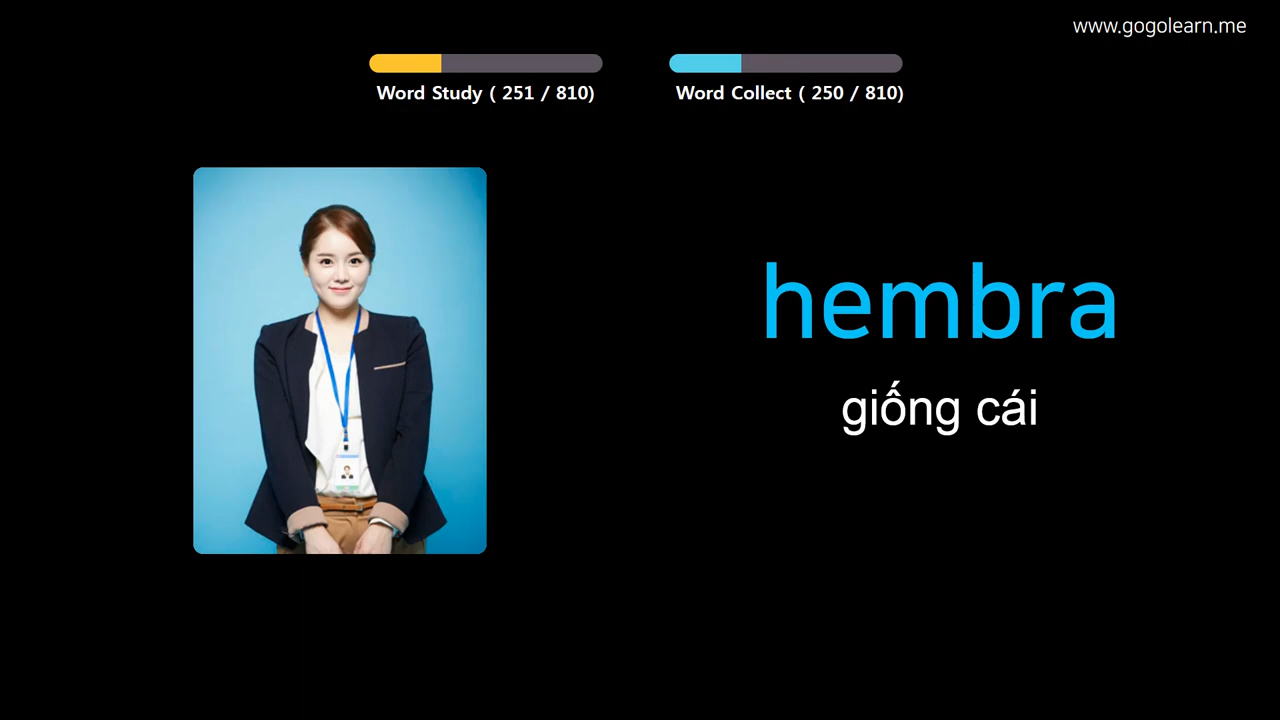 www.gogolearn.me
Word Study ( 251 / 810)
Word Collect ( 250 / 810)
hembra
giống cái